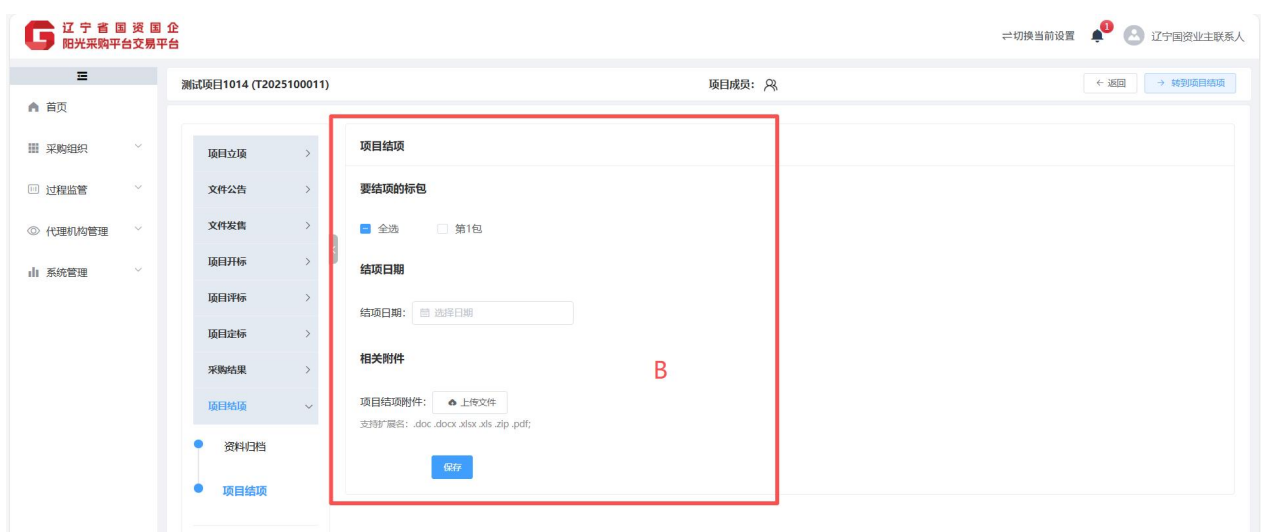 辽宁省国资国企
阳光采购平台交易平台
切换当前设置
1
辽宁国资业主联系人
测试项目1014 (T2025100011)
项目成员：
返回
转到项目结项
首页
采购组织
过程监管
代理机构管理
系统管理
项目立项
文件公告
文件发售
项目开标
项目评标
项目定标
采购结果
项目结项
资料归档
项目结项
项目结项
要结项的标包
全选
第1包
结项日期
结项日期：
选择日期
相关附件
B
项目结项附件：
上传文件
支持扩展名：.doc .docx .xlsx .xls .zip .pdf;
保存